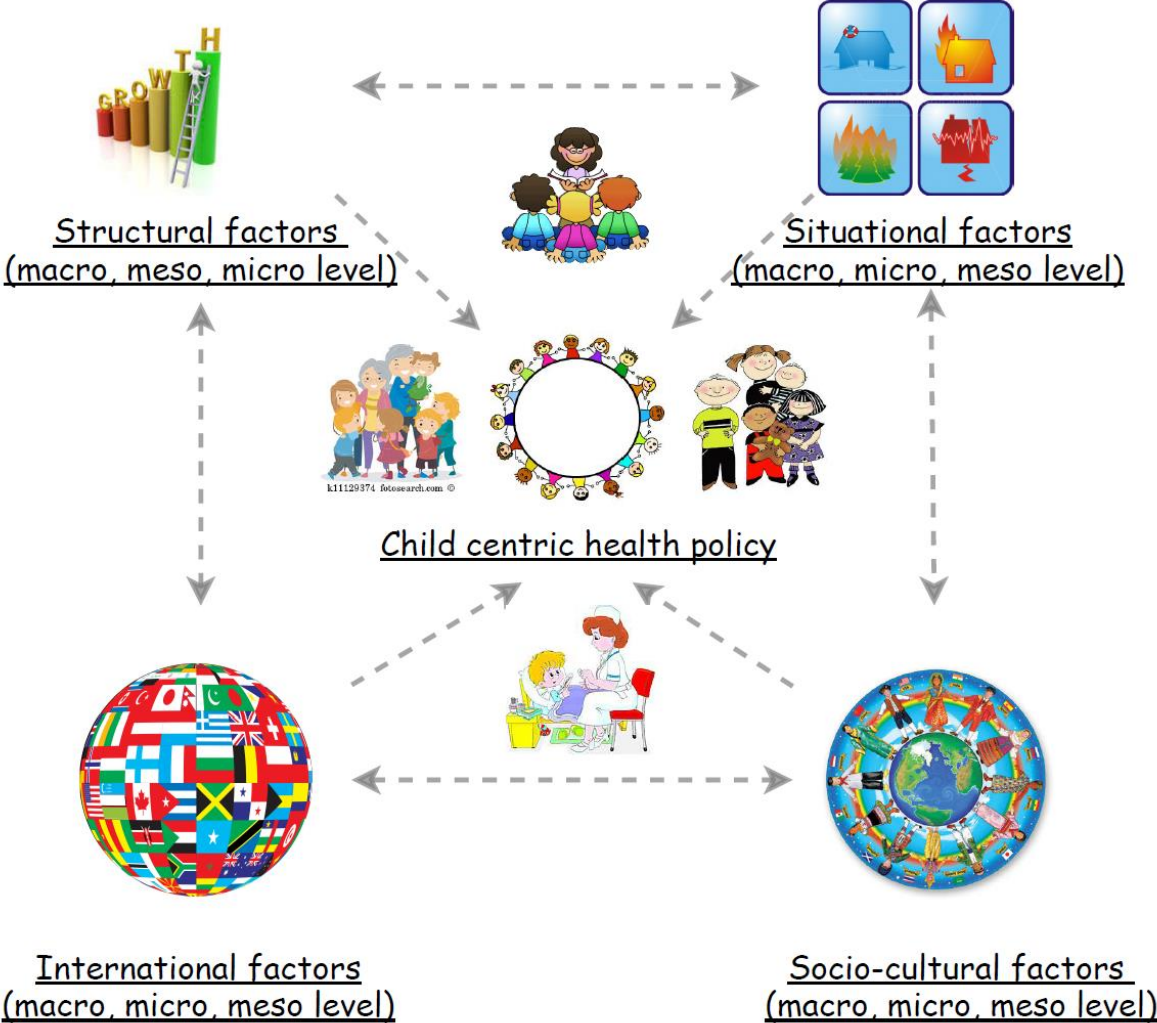 GROWTH
Structural factors
(macro, meso, micro level)
Situational factors
(macro, micro, meso level)
k11129374 fotosearch.com ©
Child centric health policy
International factors
(macro, micro, meso level)
Socio-cultural factors
(macro, micro, meso level)